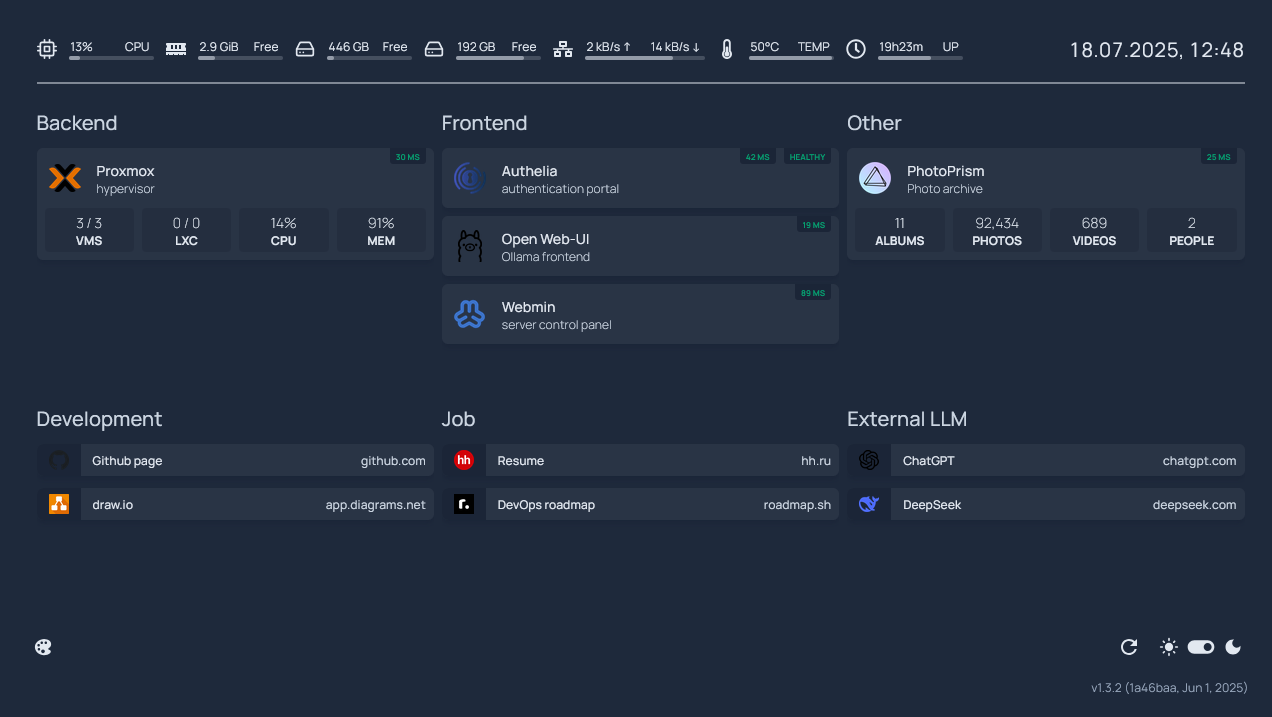 13% CPU 2.9 GiB Free 446 GB Free 192 GB Free 2 kB/s ↑ 14 kB/s ↓ 50°C TEMP 19h23m UP 18.07.2025, 12:48
Backend
30 MS
Proxmox
hypervisor
3 / 3 0 / 0 14% 91%
VMS LXC CPU MEM
Frontend
42 MS HEALTHY
Authelia
authentication portal
19 MS
Open Web-UI
Ollama frontend
89 MS
Webmin
server control panel
Other
25 MS
PhotoPrism
Photo archive
11 92,434 689 2
ALBUMS PHOTOS VIDEOS PEOPLE
Development
Github page github.com
draw.io app.diagrams.net
Job
hh Resume hh.ru
r. DevOps roadmap roadmap.sh
External LLM
ChatGPT chatgpt.com
DeepSeek deepseek.com
v1.3.2 (1a46baa, Jun 1, 2025)